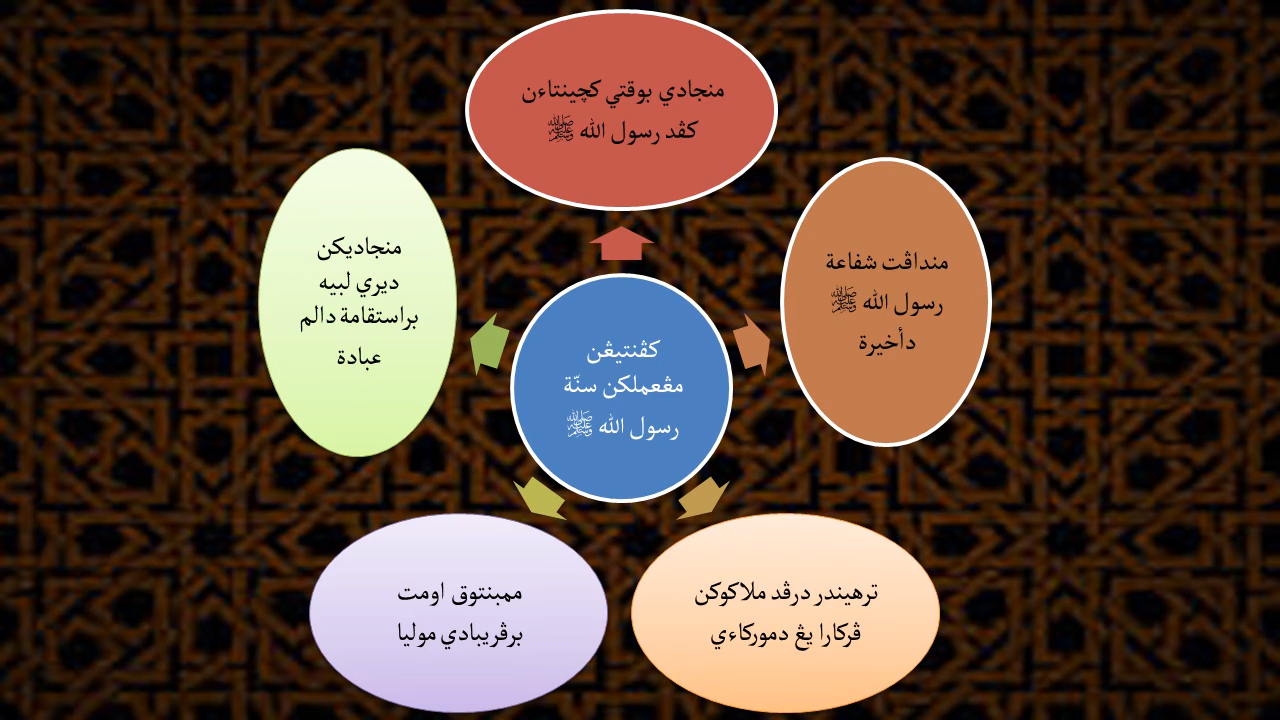 منجادي بوقتي كچينتاءن
كڤد رسول الله ﷺ
منداڤت شفاعة
رسول الله ﷺ
دأخيرة
ترهيندر درڤد ملاكوكن
ڤركارا يڠ دموركاءي
ممبنتوق اومت
برڤريبادي موليا
منجاديكن
ديري لبيه
براستقامة دالم
عبادة
كڤنتيڠن
مڠعملكن سنّة
رسول الله ﷺ